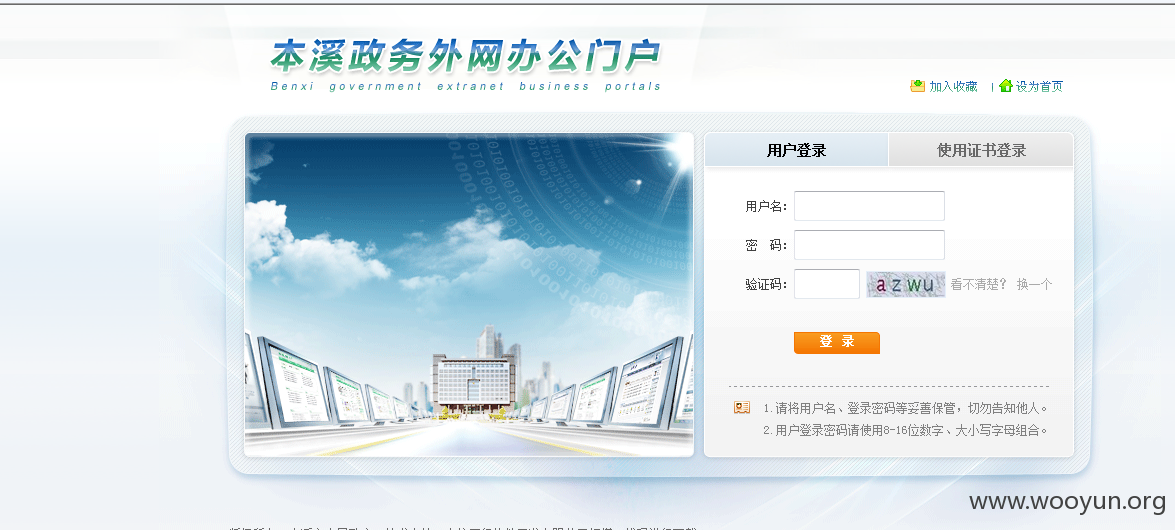 本溪政务外网办公门户
Benxi government extranet business portals
加入收藏 | 设为首页
用户登录 使用证书登录
用户名：
密 码：
验证码： azwu 看不清楚？ 换一个
登 录
1.请将用户名、登录密码等妥善保管，切勿告知他人。
2.用户登录密码请使用8-16位数字、大小写字母组合。
www.wooyun.org